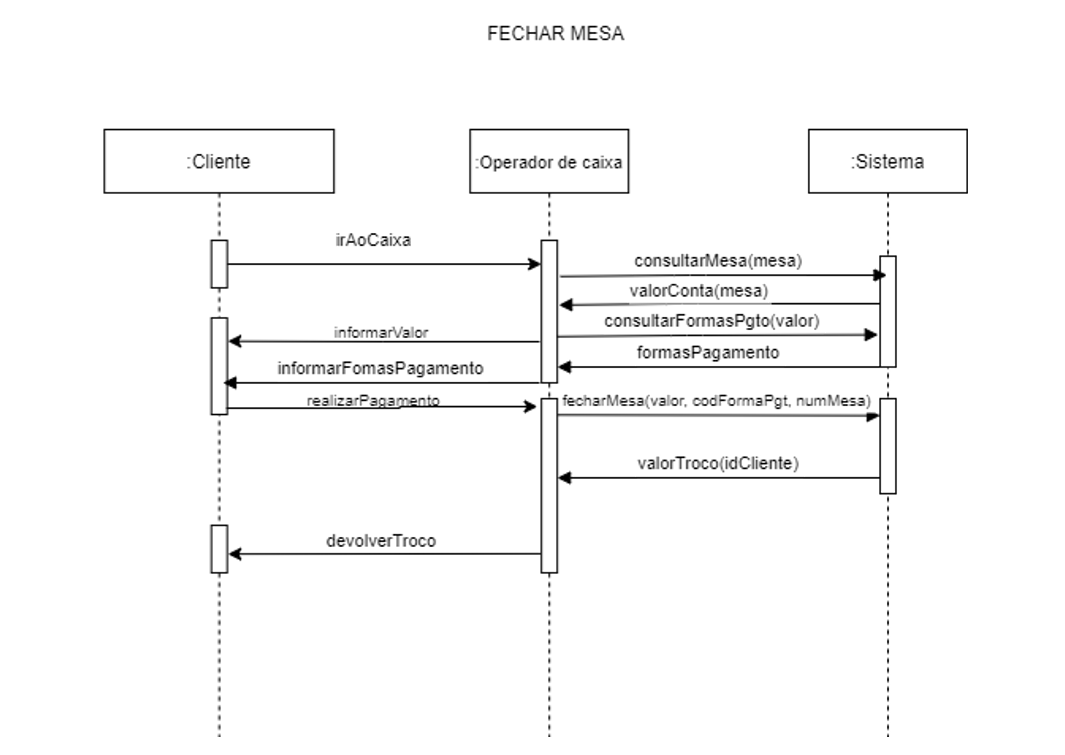 FECHAR MESA
:Cliente
:Operador de caixa
:Sistema
irAoCaixa
consultarMesa(mesa)
valorConta(mesa)
consultarFormasPgto(valor)
informarValor
formasPagamento
informarFomasPagamento
realizarPagamento
fecharMesa(valor, codFormaPgt, numMesa)
valorTroco(idCliente)
devolverTroco